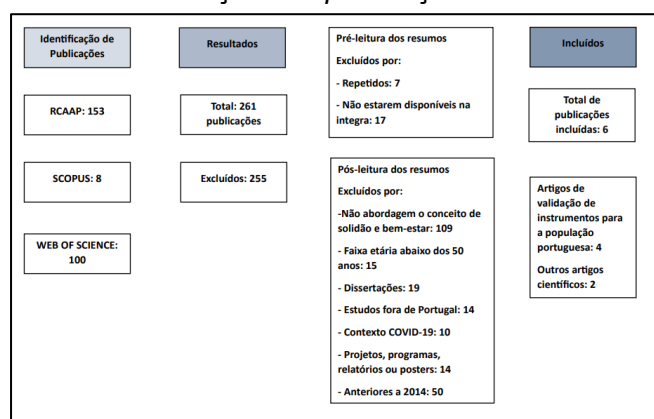 Identificação de
Publicações
RCAAP: 153
SCOPUS: 8
WEB OF SCIENCE:
100
Resultados
Total: 261
publicações
Excluídos: 255
Pré-leitura dos resumos
Excluídos por:
- Repetidos: 7
- Não estarem disponíveis na
integra: 17
Pós-leitura dos resumos
Excluídos por:
-Não abordagem o conceito de
solidão e bem-estar: 109
- Faixa etária abaixo dos 50
anos: 15
- Dissertações: 19
- Estudos fora de Portugal: 14
- Contexto COVID-19: 10
- Projetos, programas,
relatórios ou posters: 14
- Anteriores a 2014: 50
Incluídos
Total de
publicações
incluídas: 6
Artigos de
validação de
instrumentos para
a população
portuguesa: 4
Outros artigos
científicos: 2